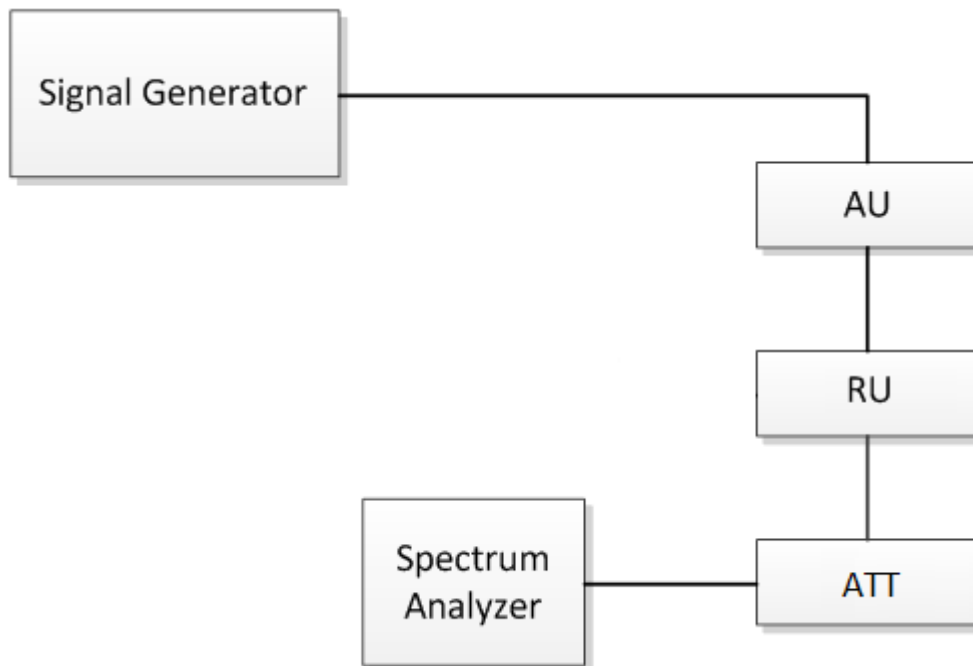 Signal Generator
AU
RU
Spectrum
Analyzer
ATT